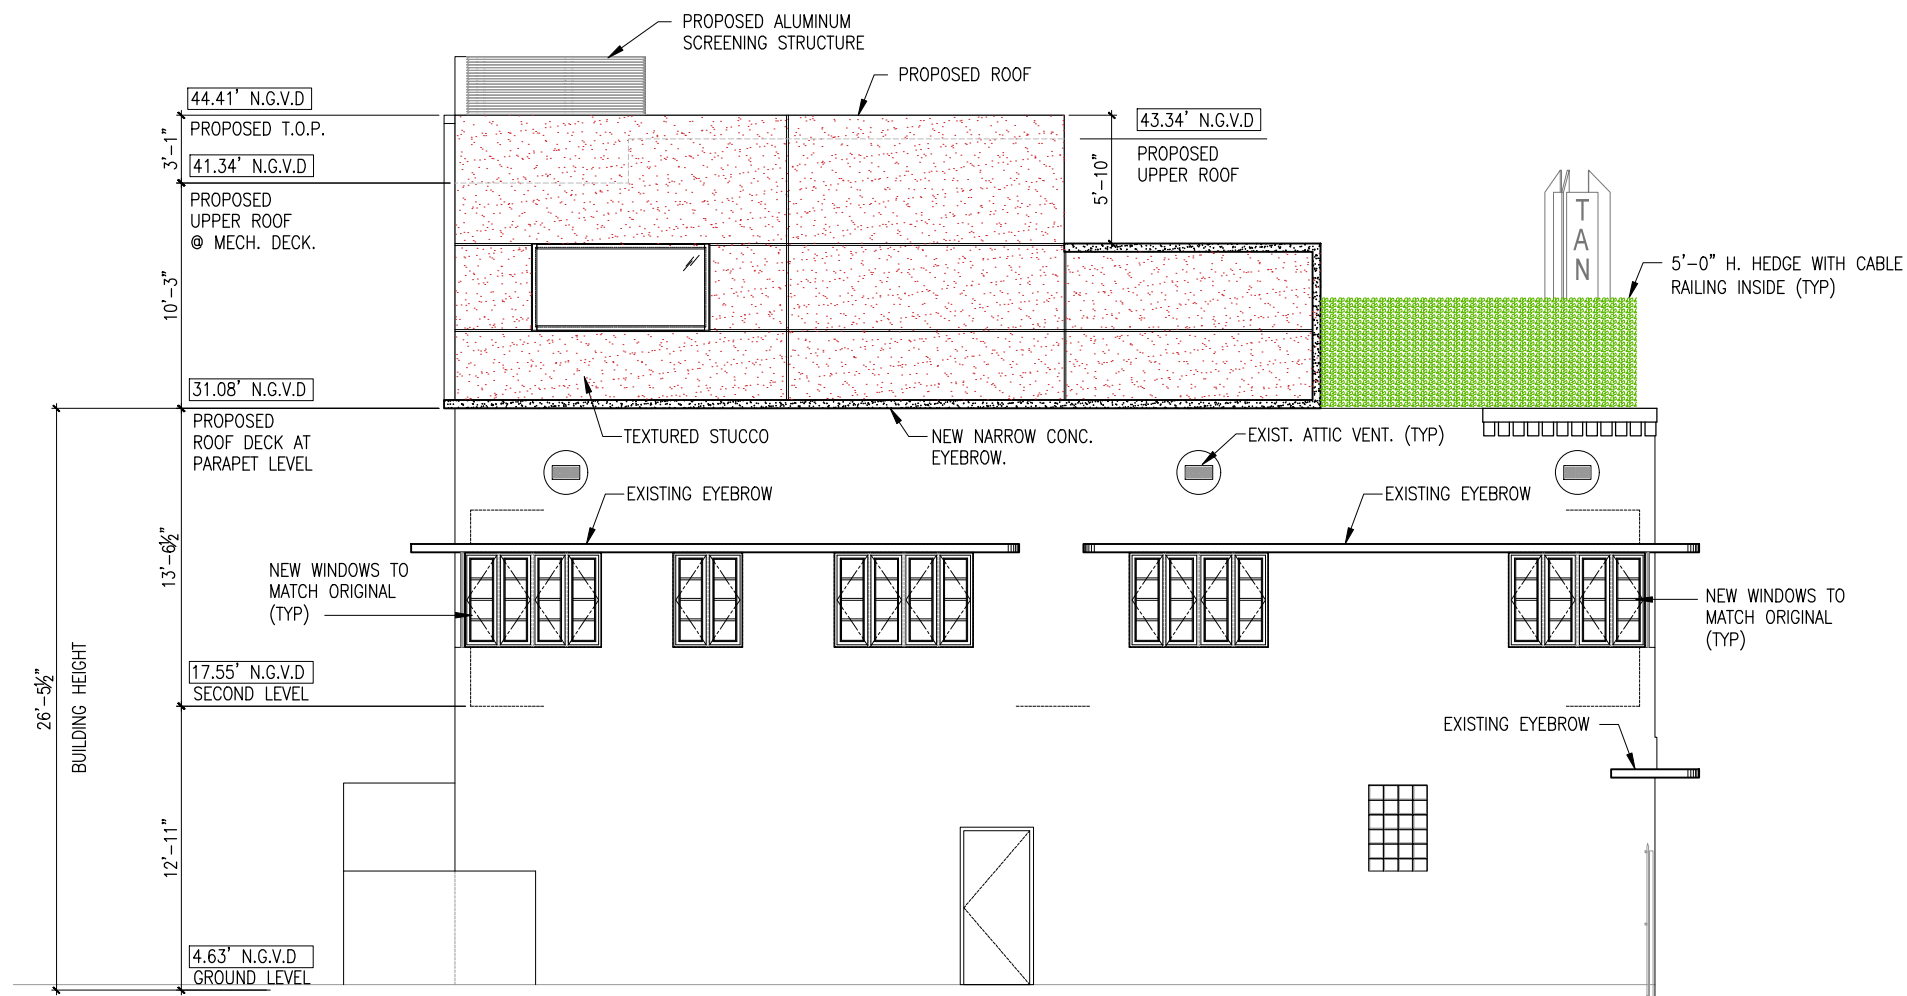 PROPOSED ALUMINUM
SCREENING STRUCTURE
PROPOSED ROOF
44.41' N.G.V.D
PROPOSED T.O.P.
3'-1"
41.34' N.G.V.D
PROPOSED
UPPER ROOF
@ MECH. DECK.
43.34' N.G.V.D
PROPOSED
UPPER ROOF
5'-10"
T
A
N
5'-0" H. HEDGE WITH CABLE
RAILING INSIDE (TYP)
10'-3"
31.08' N.G.V.D
PROPOSED
ROOF DECK AT
PARAPET LEVEL
TEXTURED STUCCO
NEW NARROW CONC.
EYEBROW.
EXIST. ATTIC VENT. (TYP)
EXISTING EYEBROW
EXISTING EYEBROW
13'-6½"
NEW WINDOWS TO
MATCH ORIGINAL
(TYP)
NEW WINDOWS TO
MATCH ORIGINAL
(TYP)
17.55' N.G.V.D
SECOND LEVEL
26'-5½"
BUILDING HEIGHT
EXISTING EYEBROW
12'-11"
4.63' N.G.V.D
GROUND LEVEL